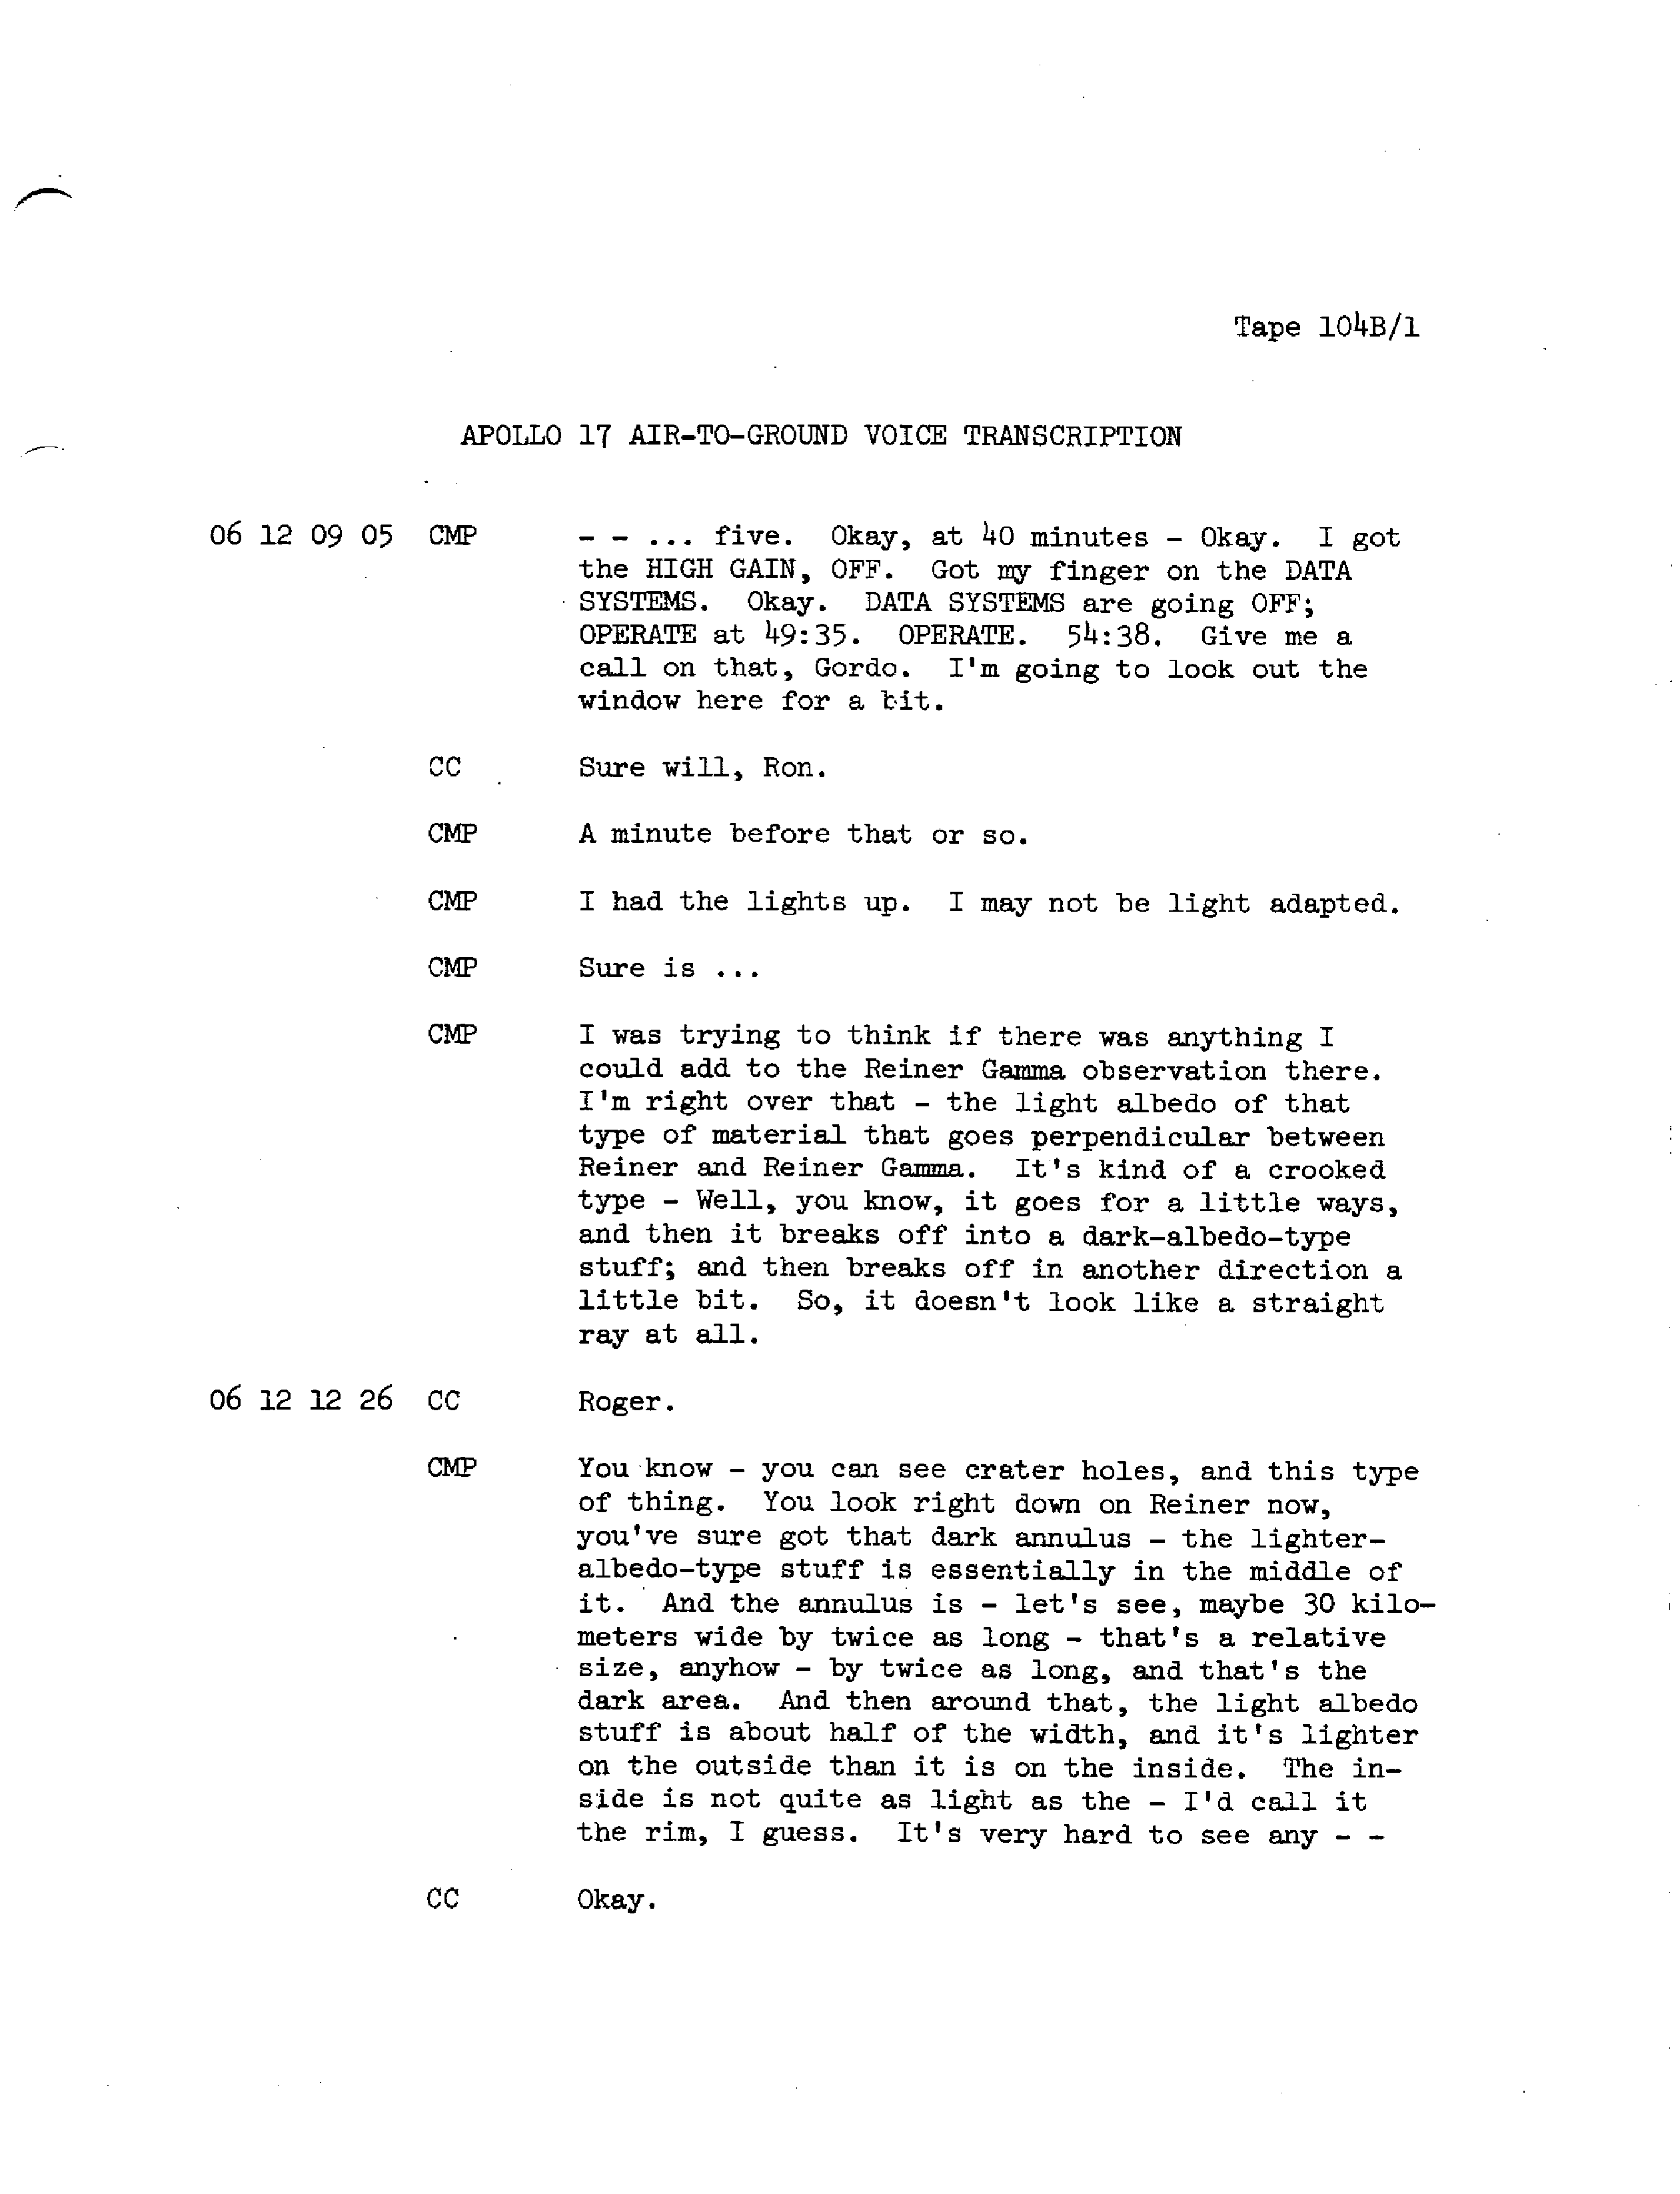 Tape 104B/1
APOLLO 17 AIR-TO-GROUND VOICE TRANSCRIPTION
06 12 09 05 CMP - - ... five. Okay, at 40 minutes - Okay. I got
the HIGH GAIN, OFF. Got my finger on the DATA
SYSTEMS. Okay. DATA SYSTEMS are going OFF;
OPERATE at 49:35. OPERATE. 54:38. Give me a
call on that, Gordo. I'm going to look out the
window here for a bit.
CC Sure will, Ron.
CMP A minute before that or so.
CMP I had the lights up. I may not be light adapted.
CMP Sure is ...
CMP I was trying to think if there was anything I
could add to the Reiner Gamma observation there.
I'm right over that - the light albedo of that
type of material that goes perpendicular between
Reiner and Reiner Gamma. It's kind of a crooked
type - Well, you know, it goes for a little ways,
and then it breaks off into a dark-albedo-type
stuff; and then breaks off in another direction a
little bit. So, it doesn't look like a straight
ray at all.
06 12 12 26 CC Roger.
CMP You know - you can see crater holes, and this type
of thing. You look right down on Reiner now,
you've sure got that dark annulus - the lighter-
albedo-type stuff is essentially in the middle of
it. And the annulus is - let's see, maybe 30 kilo-
meters wide by twice as long - that's a relative
size, anyhow - by twice as long, and that's the
dark area. And then around that, the light albedo
stuff is about half of the width, and it's lighter
on the outside than it is on the inside. The in-
side is not quite as light as the - I'd call it
the rim, I guess. It's very hard to see any - -
CC Okay.